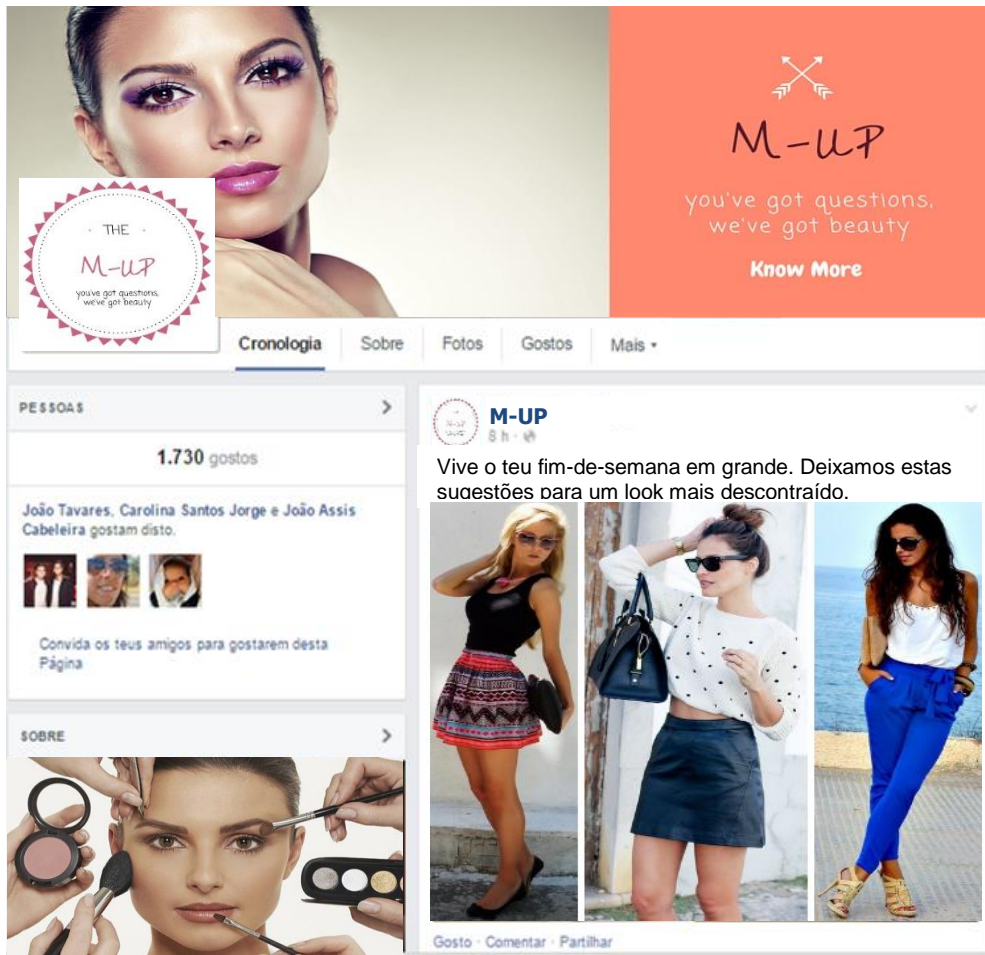 M-UP
you've got questions,
we've got beauty
Know More
· THE ·
M-UP
you've got questions,
we've got beauty
Cronologia Sobre Fotos Gostos Mais
PESSOAS
1.730 gostos
João Tavares, Carolina Santos Jorge e João Assis
Cabeleira gostam disto.
Convida os teus amigos para gostarem desta
Página
SOBRE
M-UP
8 h ·
Vive o teu fim-de-semana em grande. Deixamos estas
sugestões para um look mais descontraído.
Gosto · Comentar · Partilhar